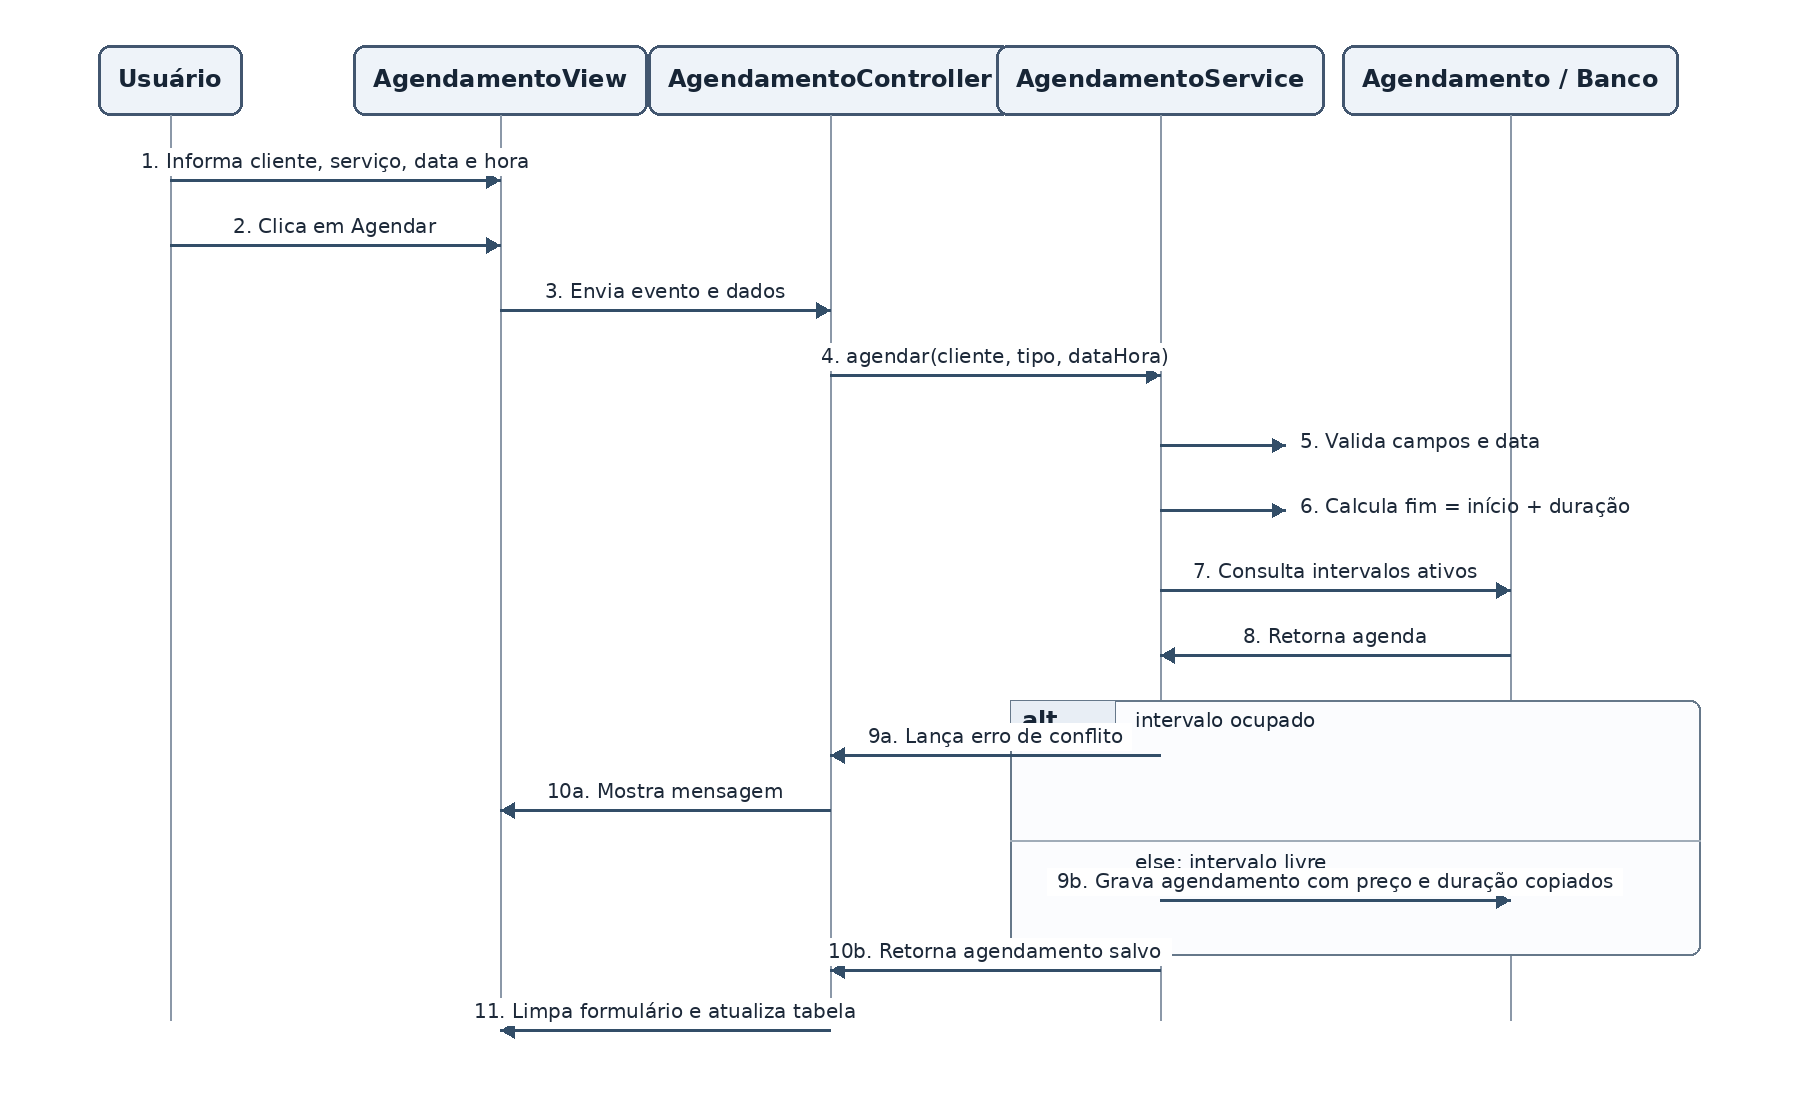 Usuário
AgendamentoView
AgendamentoController
AgendamentoService
Agendamento / Banco
1. Informa cliente, serviço, data e hora
2. Clica em Agendar
3. Envia evento e dados
4. agendar(cliente, tipo, dataHora)
5. Valida campos e data
6. Calcula fim = início + duração
7. Consulta intervalos ativos
8. Retorna agenda
alt
intervalo ocupado
9a. Lança erro de conflito
10a. Mostra mensagem
else: intervalo livre
9b. Grava agendamento com preço e duração copiados
10b. Retorna agendamento salvo
11. Limpa formulário e atualiza tabela